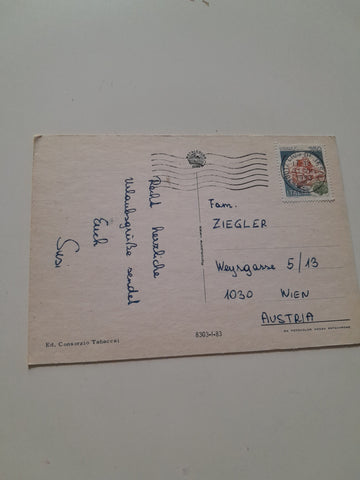 Recht herzliche
Urlaubsgrüße sendet
Euch
Susi
Fam.
ZIEGLER
Weyrgasse 5/13
1030 WIEN
AUSTRIA
Ed. Consorzio Tabaccai
8303-I-83